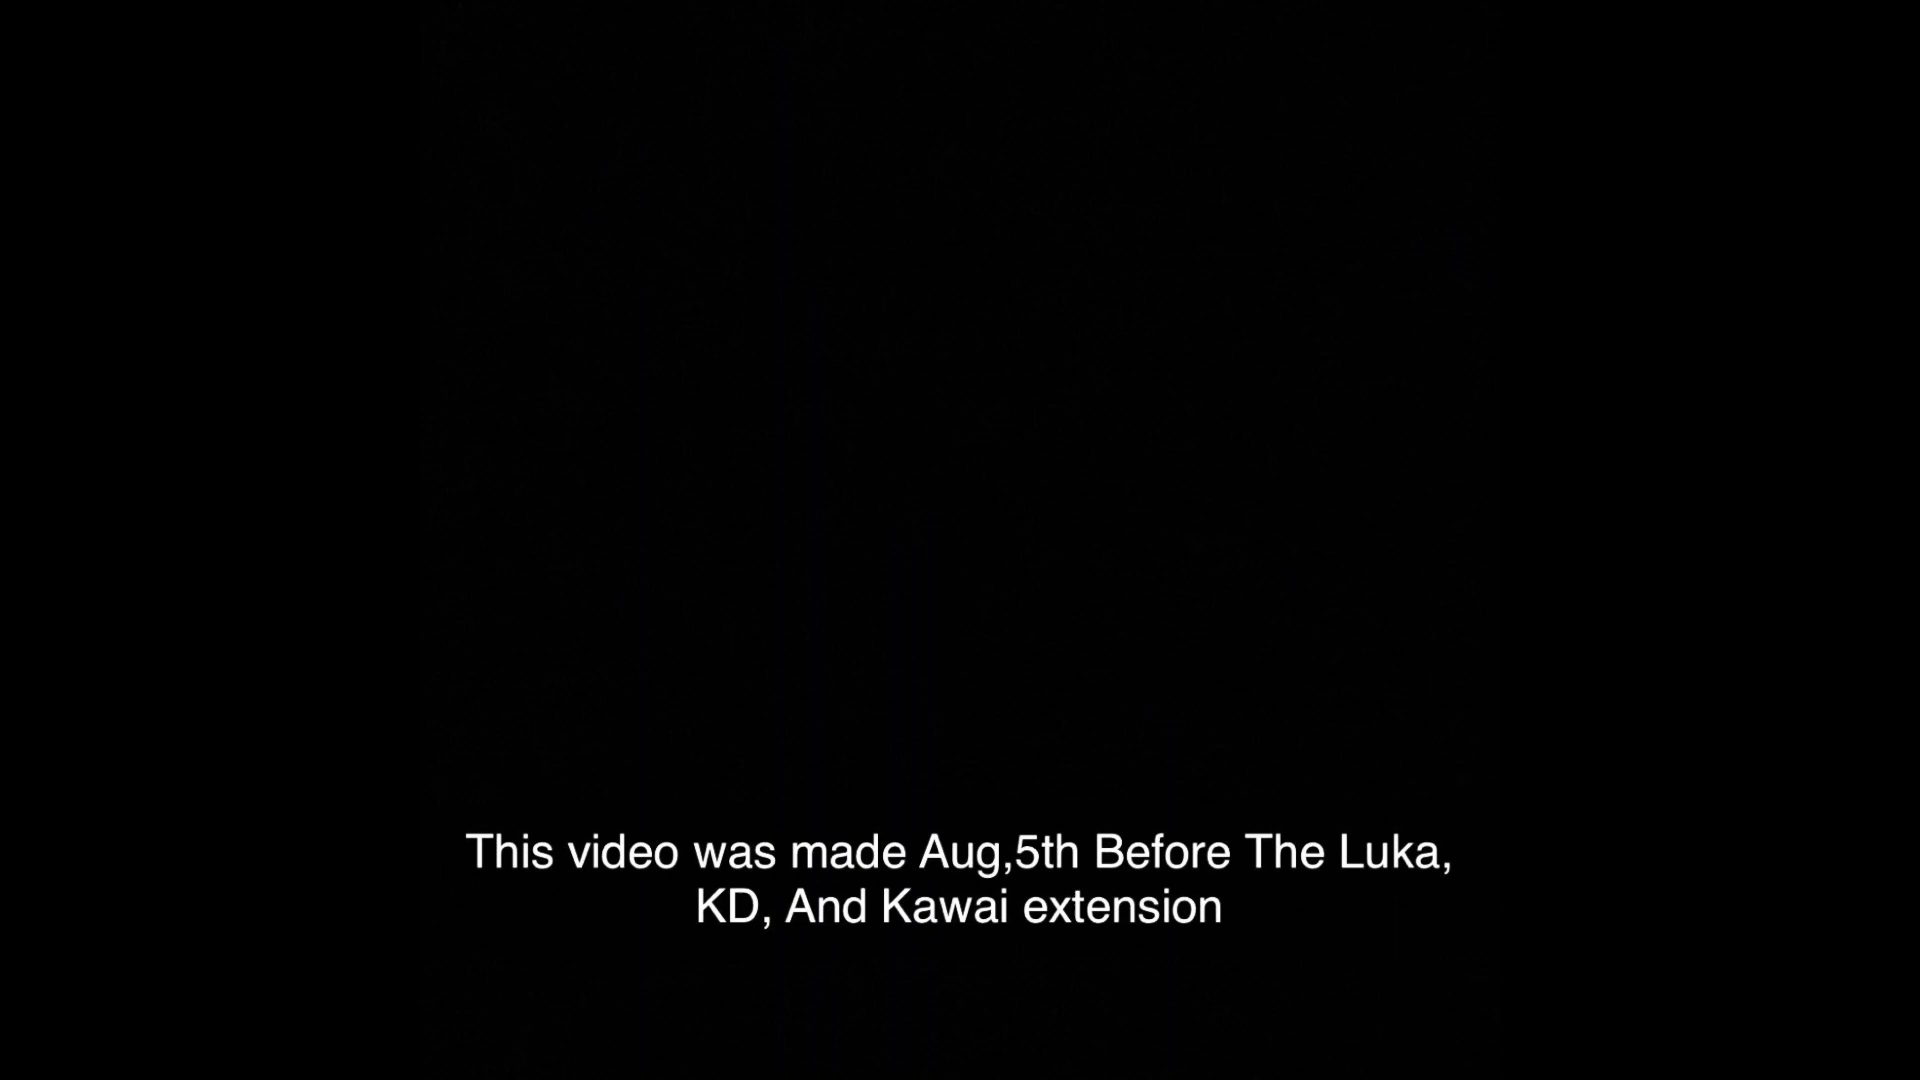 This video was made Aug,5th Before The Luka,
KD, And Kawai extension